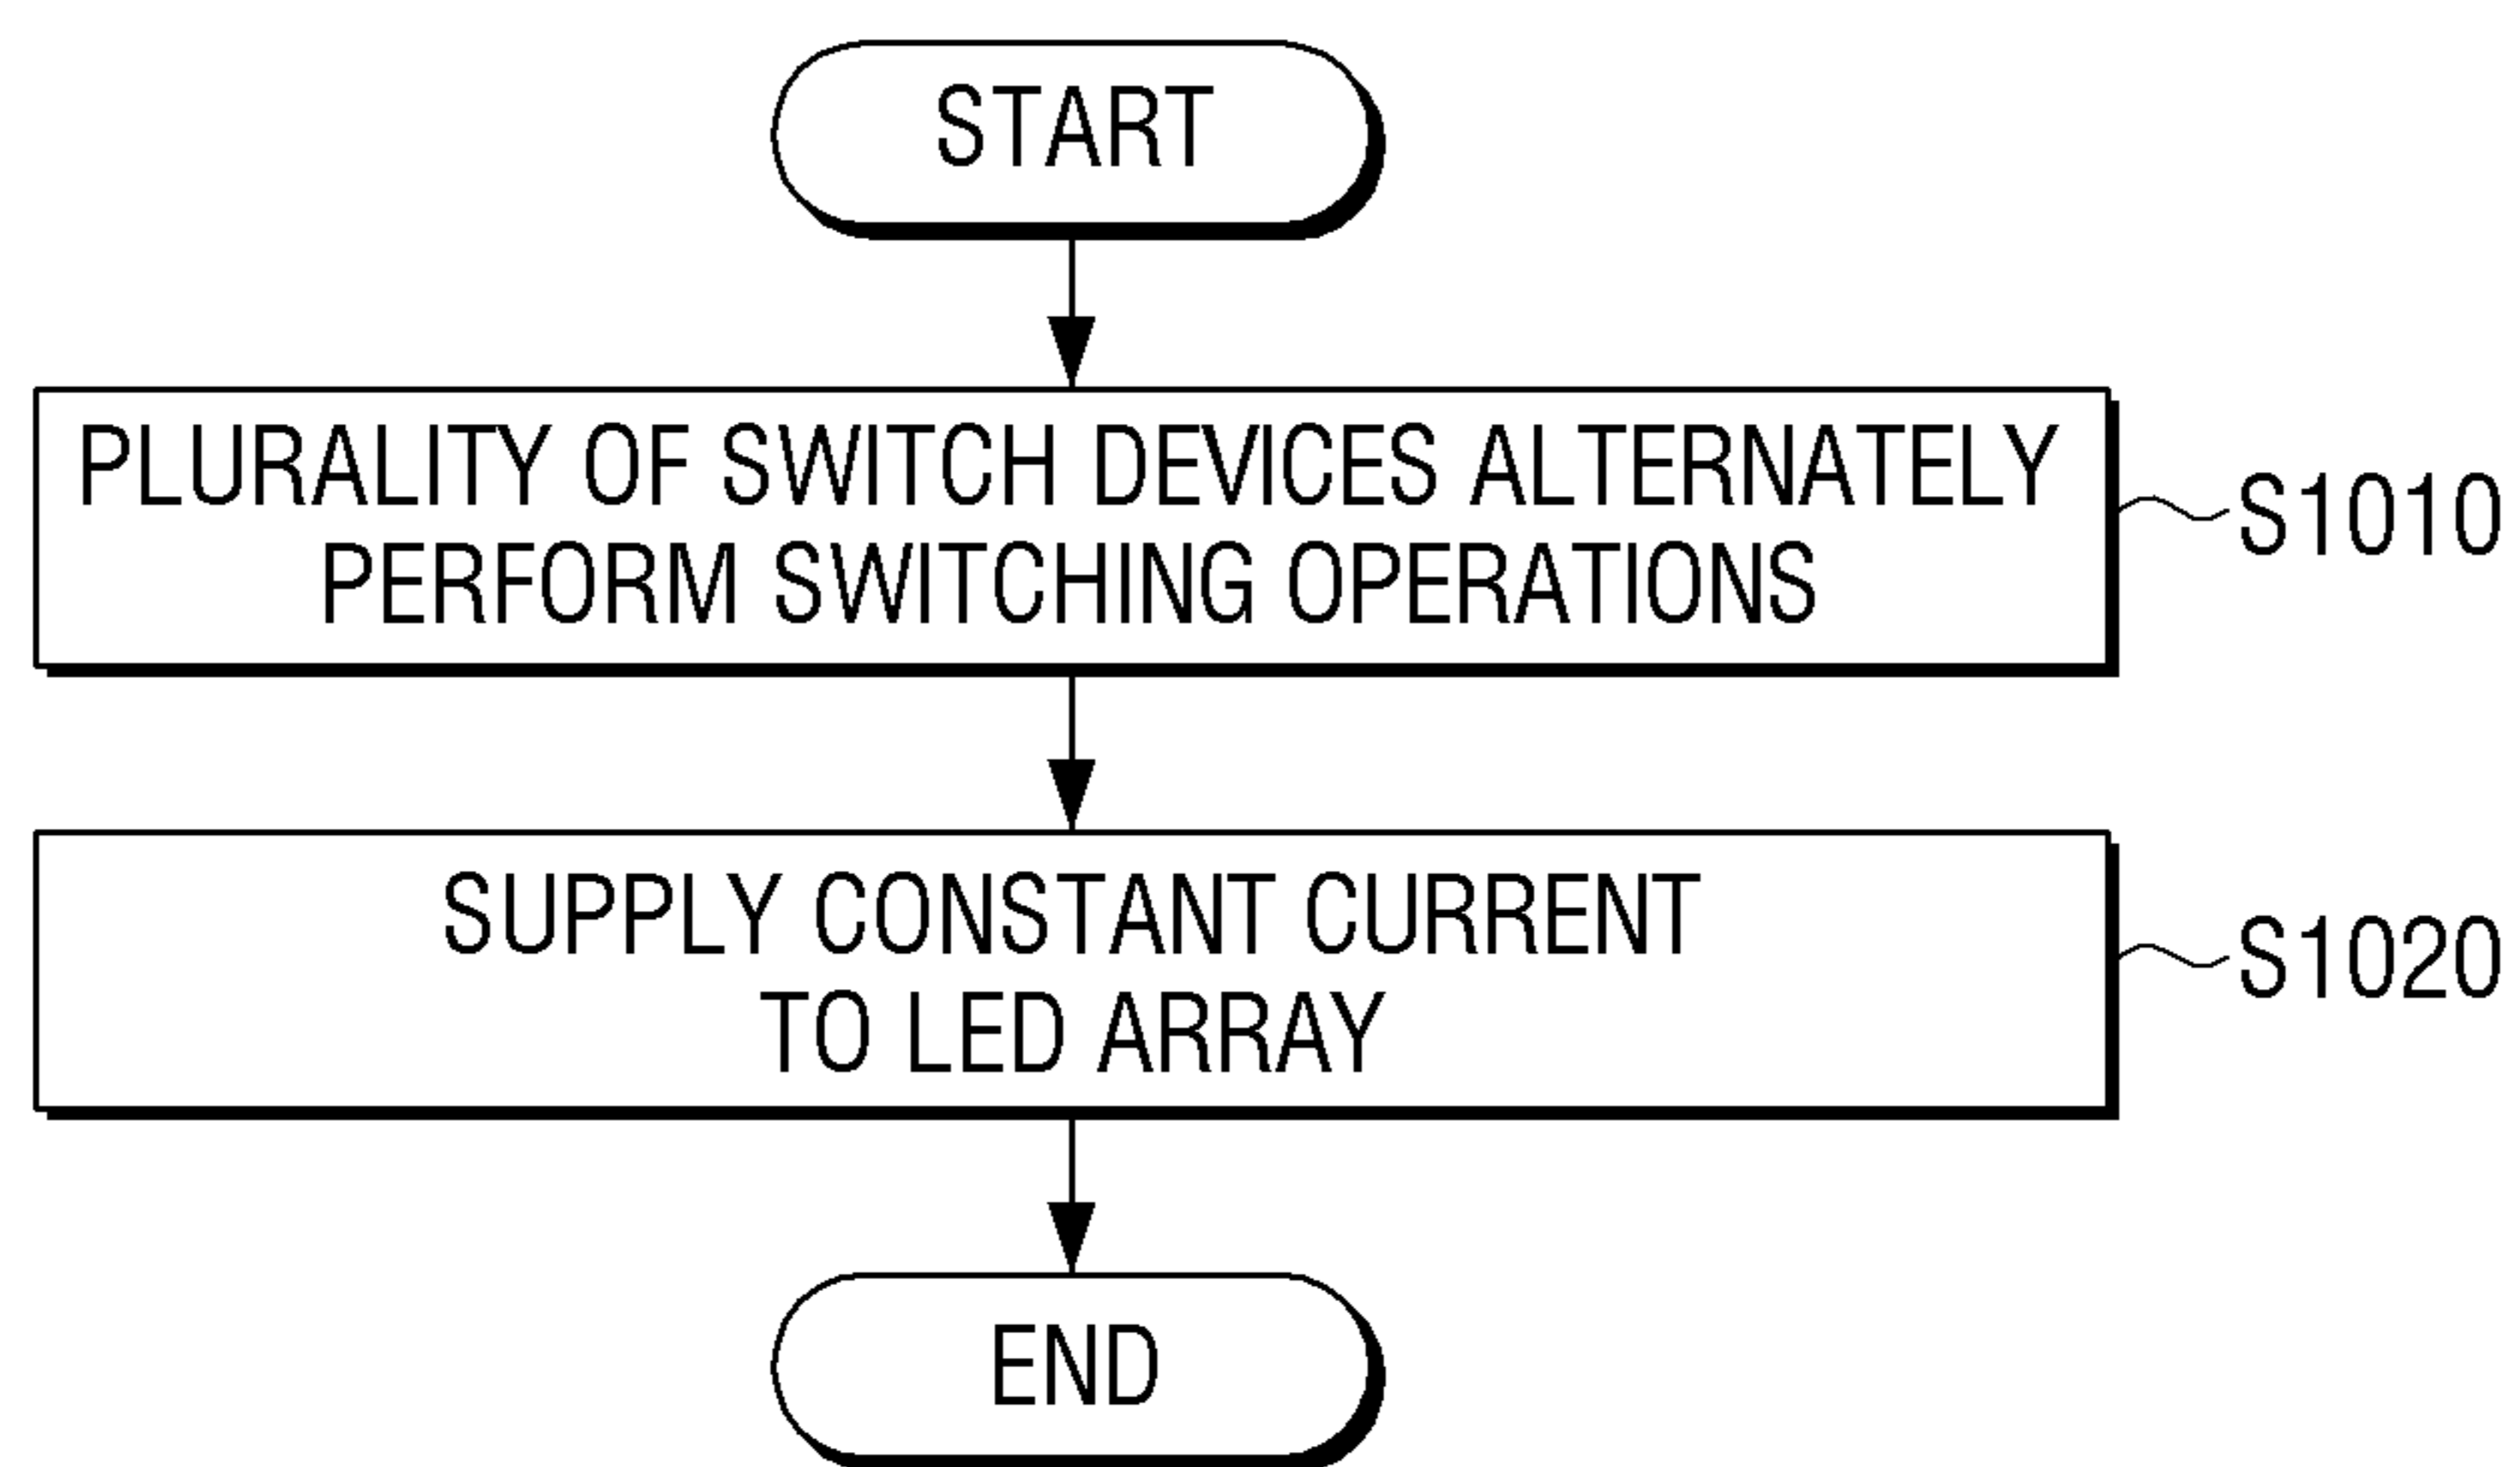 START
PLURALITY OF SWITCH DEVICES ALTERNATELY
PERFORM SWITCHING OPERATIONS
S1010
SUPPLY CONSTANT CURRENT
TO LED ARRAY
S1020
END